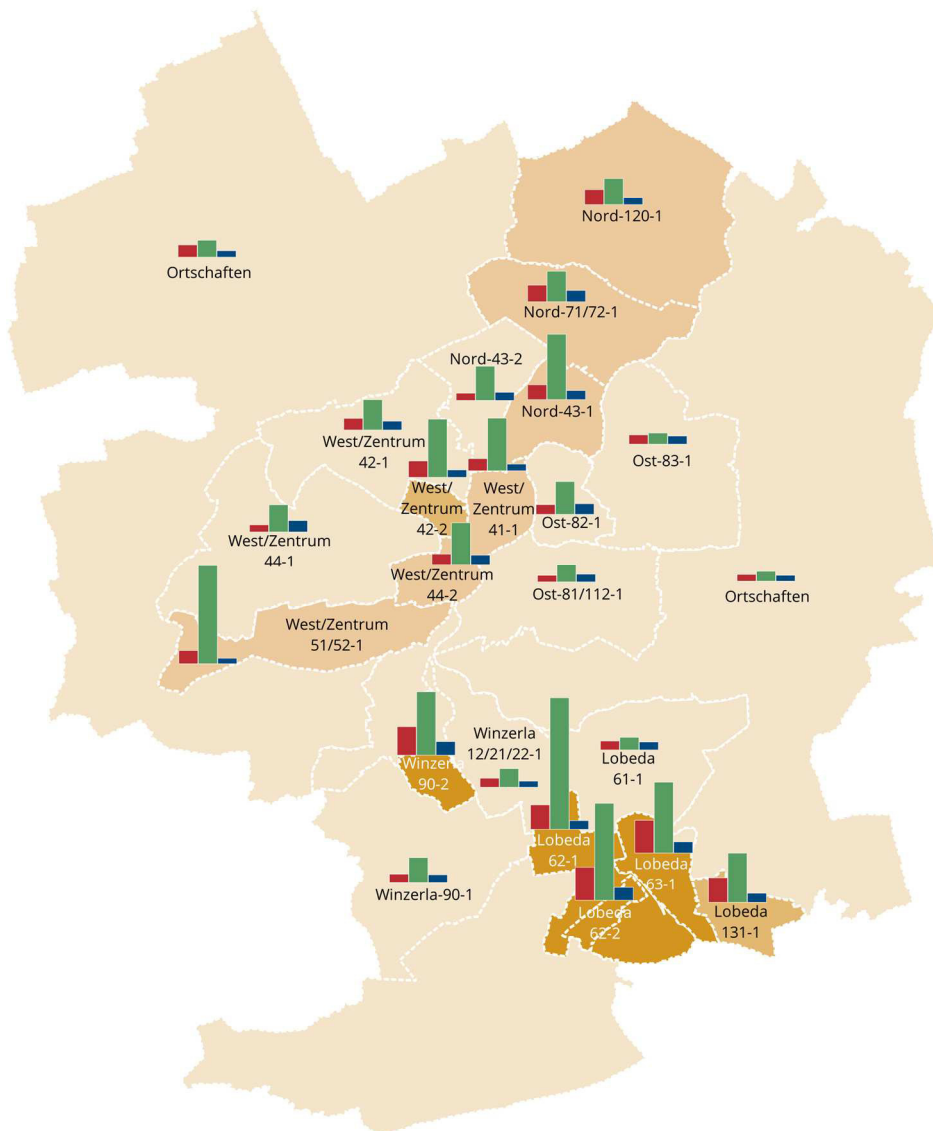 Nord-120-1
Ortschaften
Nord-71/72-1
Nord-43-2
Nord-43-1
West/Zentrum
42-1
Ost-83-1
West/
Zentrum
42-2
West/
Zentrum
41-1
Ost-82-1
West/Zentrum
44-1
West/Zentrum
44-2
Ost-81/112-1
Ortschaften
West/Zentrum
51/52-1
Winzerla
12/21/22-1
Winzerla
90-2
Lobeda
61-1
Lobeda
62-1
Lobeda
63-1
Winzerla-90-1
Lobeda
62-2
Lobeda
131-1